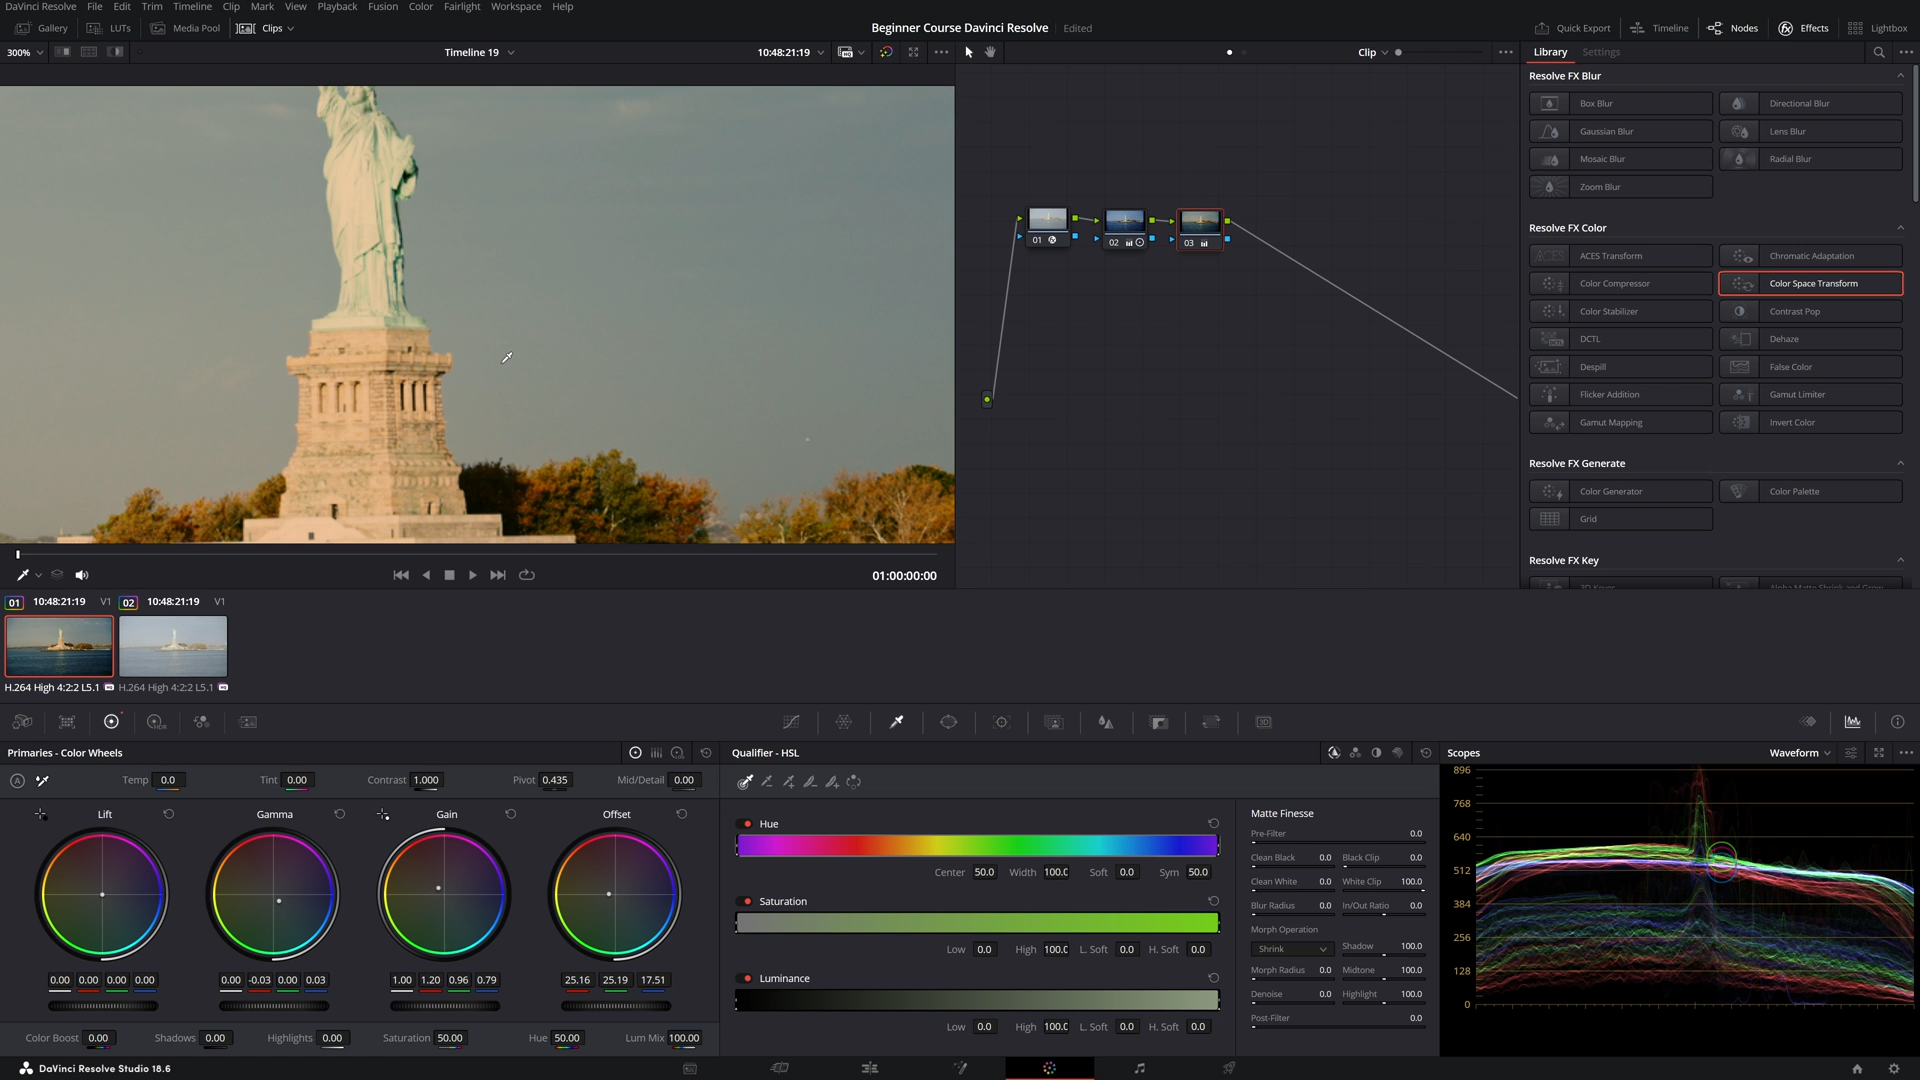 DaVinci Resolve File Edit Trim Timeline Clip Mark View Playback Fusion Color Fairlight Workspace Help
Gallery LUTs Media Pool Clips Beginner Course Davinci Resolve Edited Quick Export Timeline Nodes Effects Lightbox
300% Timeline 19 10:48:21:19 Clip Library Settings
Resolve FX Blur
Box Blur Directional Blur
Gaussian Blur Lens Blur
Mosaic Blur Radial Blur
Zoom Blur
Resolve FX Color
ACES Transform Chromatic Adaptation
Color Compressor Color Space Transform
Color Stabilizer Contrast Pop
DCTL Dehaze
Despill False Color
Flicker Addition Gamut Limiter
Gamut Mapping Invert Color
Resolve FX Generate
Color Generator Color Palette
Grid
Resolve FX Key
01 02 03
01:00:00:00
01 10:48:21:19 V1 02 10:48:21:19 V1
H.264 High 4:2:2 L5.1 H.264 High 4:2:2 L5.1
Primaries - Color Wheels Qualifier - HSL Scopes Waveform
Temp 0.0 Tint 0.00 Contrast 1.000 Pivot 0.435 Mid/Detail 0.00
Lift Gamma Gain Offset
0.00 0.00 0.00 0.00 0.00 -0.03 0.00 0.03 1.00 1.20 0.96 0.79 25.16 25.19 17.51
Color Boost 0.00 Shadows 0.00 Highlights 0.00 Saturation 50.00 Hue 50.00 Lum Mix 100.00
Hue
Center 50.0 Width 100.0 Soft 0.0 Sym 50.0
Saturation
Low 0.0 High 100.0 L. Soft 0.0 H. Soft 0.0
Luminance
Low 0.0 High 100.0 L. Soft 0.0 H. Soft 0.0
Matte Finesse
Pre-Filter 0.0
Clean Black 0.0 Black Clip 0.0
Clean White 0.0 White Clip 100.0
Blur Radius 0.0 In/Out Ratio 0.0
Morph Operation
Shrink Shadow 100.0
Morph Radius 0.0 Midtone 100.0
Denoise 0.0 Highlight 100.0
Post-Filter 0.0
896
768
640
512
384
256
128
0
DaVinci Resolve Studio 18.6